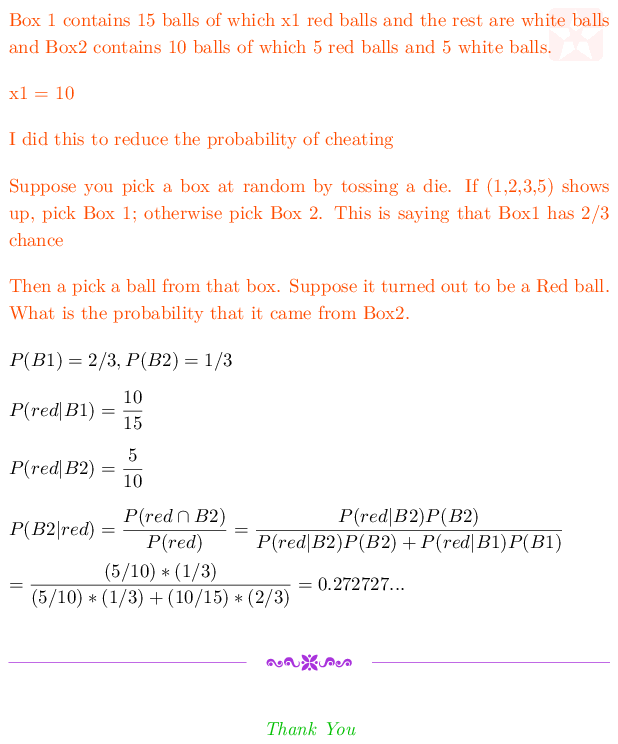 Box 1 contains 15 balls of which x1 red balls and the rest are white balls
and Box2 contains 10 balls of which 5 red balls and 5 white balls.
x1 = 10
I did this to reduce the probability of cheating
Suppose you pick a box at random by tossing a die. If (1,2,3,5) shows
up, pick Box 1; otherwise pick Box 2. This is saying that Box1 has 2/3
chance
Then a pick a ball from that box. Suppose it turned out to be a Red ball.
What is the probability that it came from Box2.
P(B1) = 2/3, P(B2) = 1/3
P(red|B1) = 10/15
P(red|B2) = 5/10
P(B2|red) = P(red ∩ B2)/P(red) = P(red|B2)P(B2)/(P(red|B2)P(B2) + P(red|B1)P(B1))
= (5/10) * (1/3)/((5/10) * (1/3) + (10/15) * (2/3)) = 0.272727...
Thank You